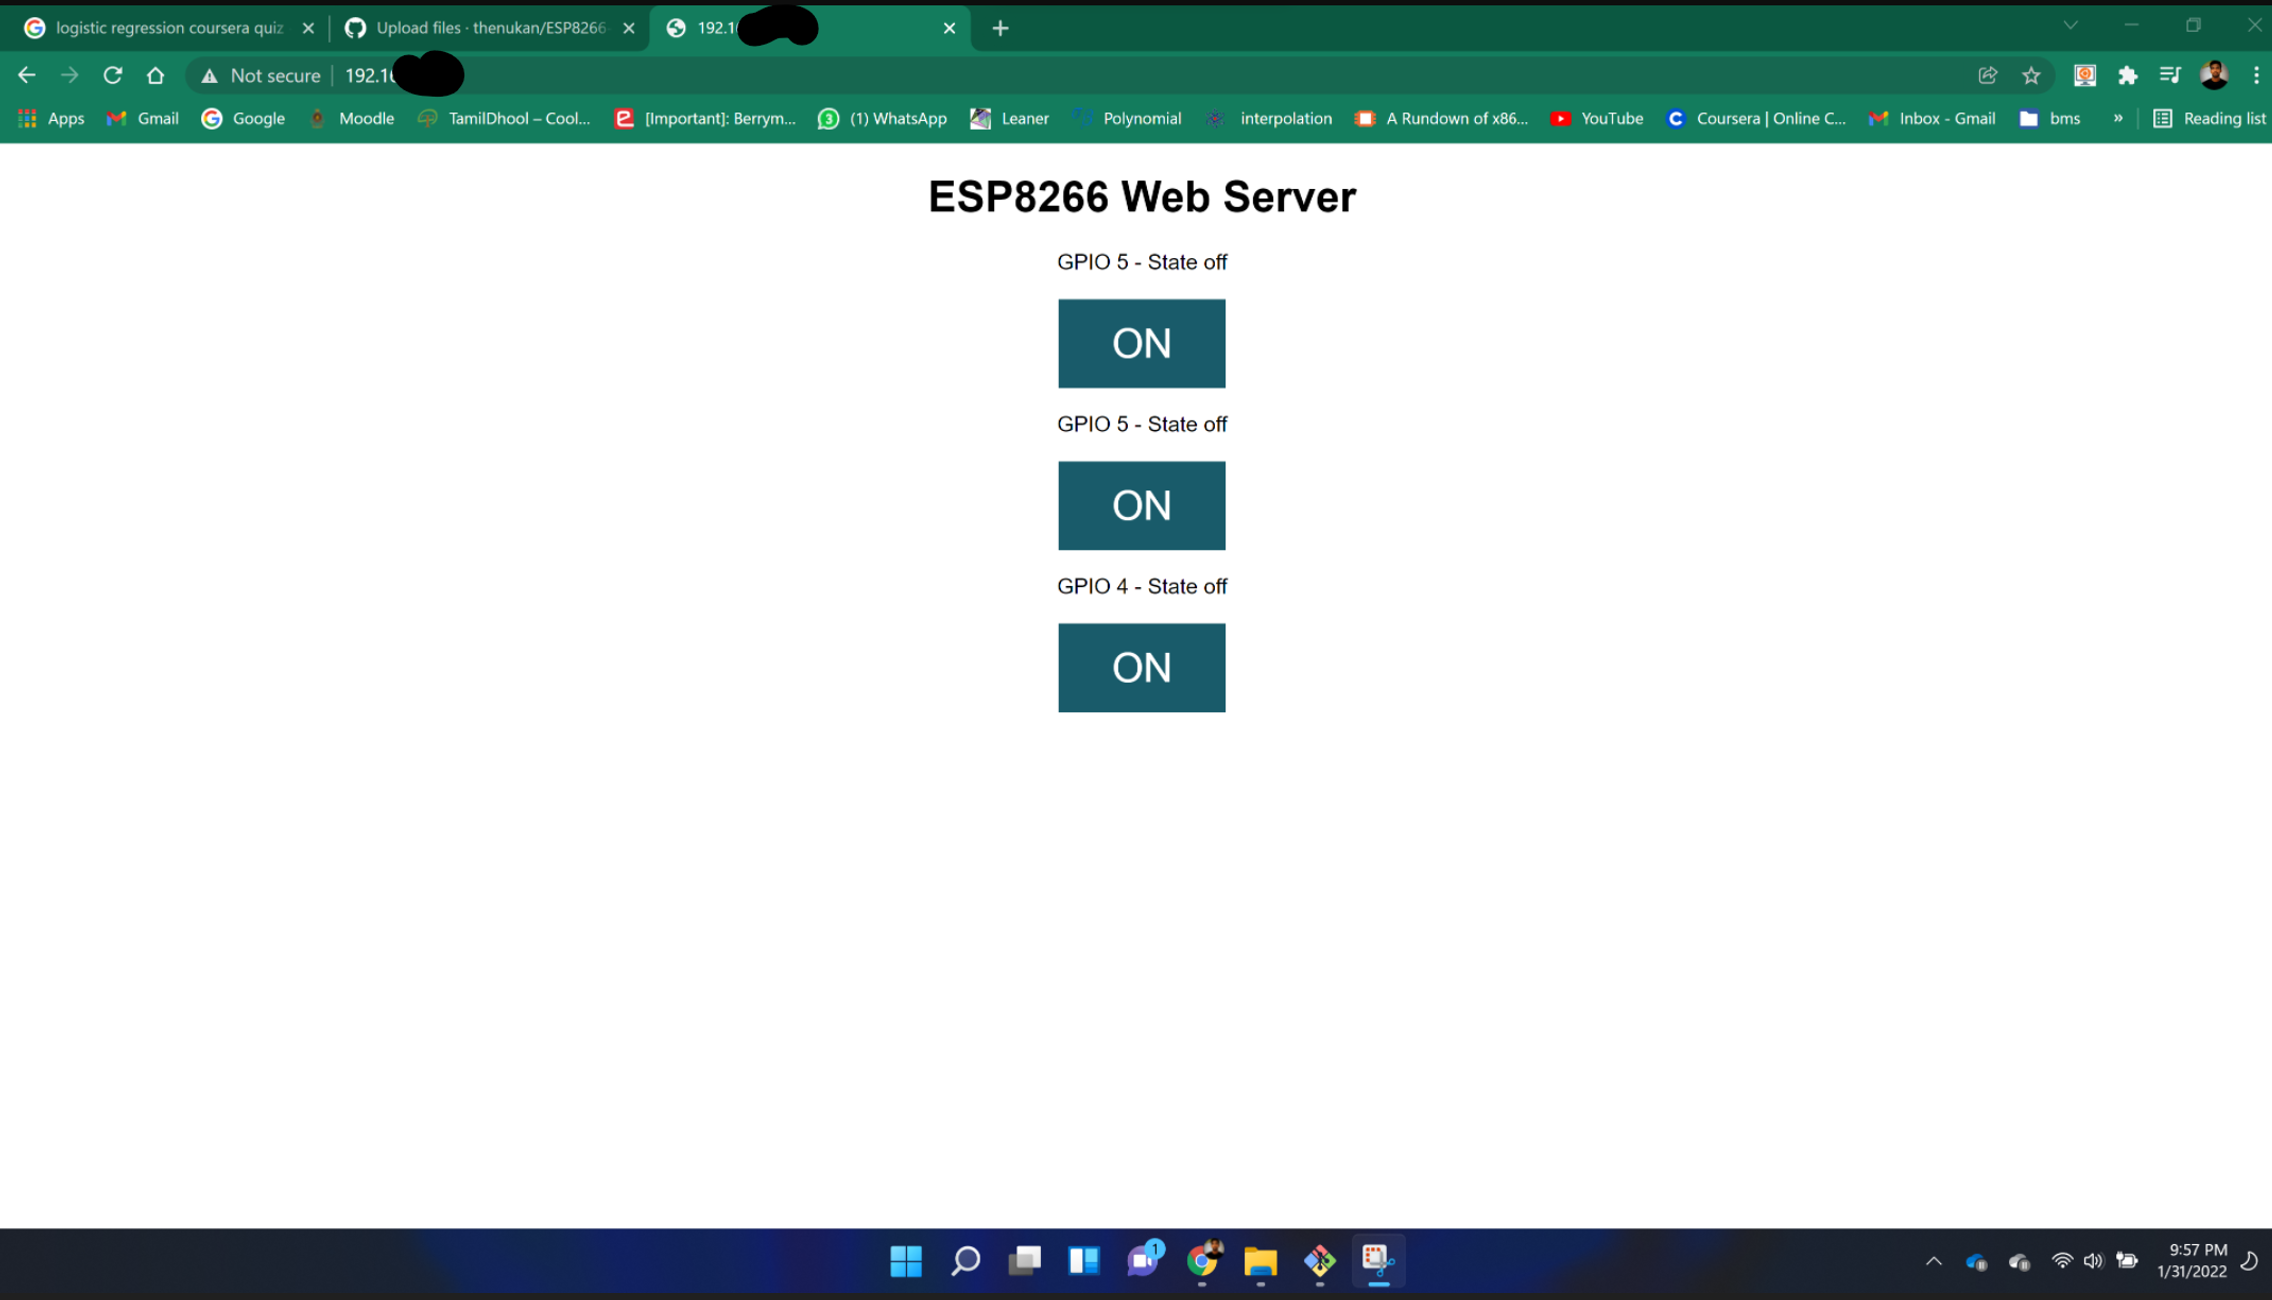 logistic regression coursera quiz
Upload files · thenukan/ESP8266-
192.1
Not secure
192.16
Apps
Gmail
Google
Moodle
TamilDhool – Cool...
[Important]: Berrym...
(1) WhatsApp
Leaner
Polynomial
interpolation
A Rundown of x86...
YouTube
Coursera | Online C...
Inbox - Gmail
bms
»
Reading list
ESP8266 Web Server
GPIO 5 - State off
ON
GPIO 5 - State off
ON
GPIO 4 - State off
ON
1
9:57 PM
1/31/2022